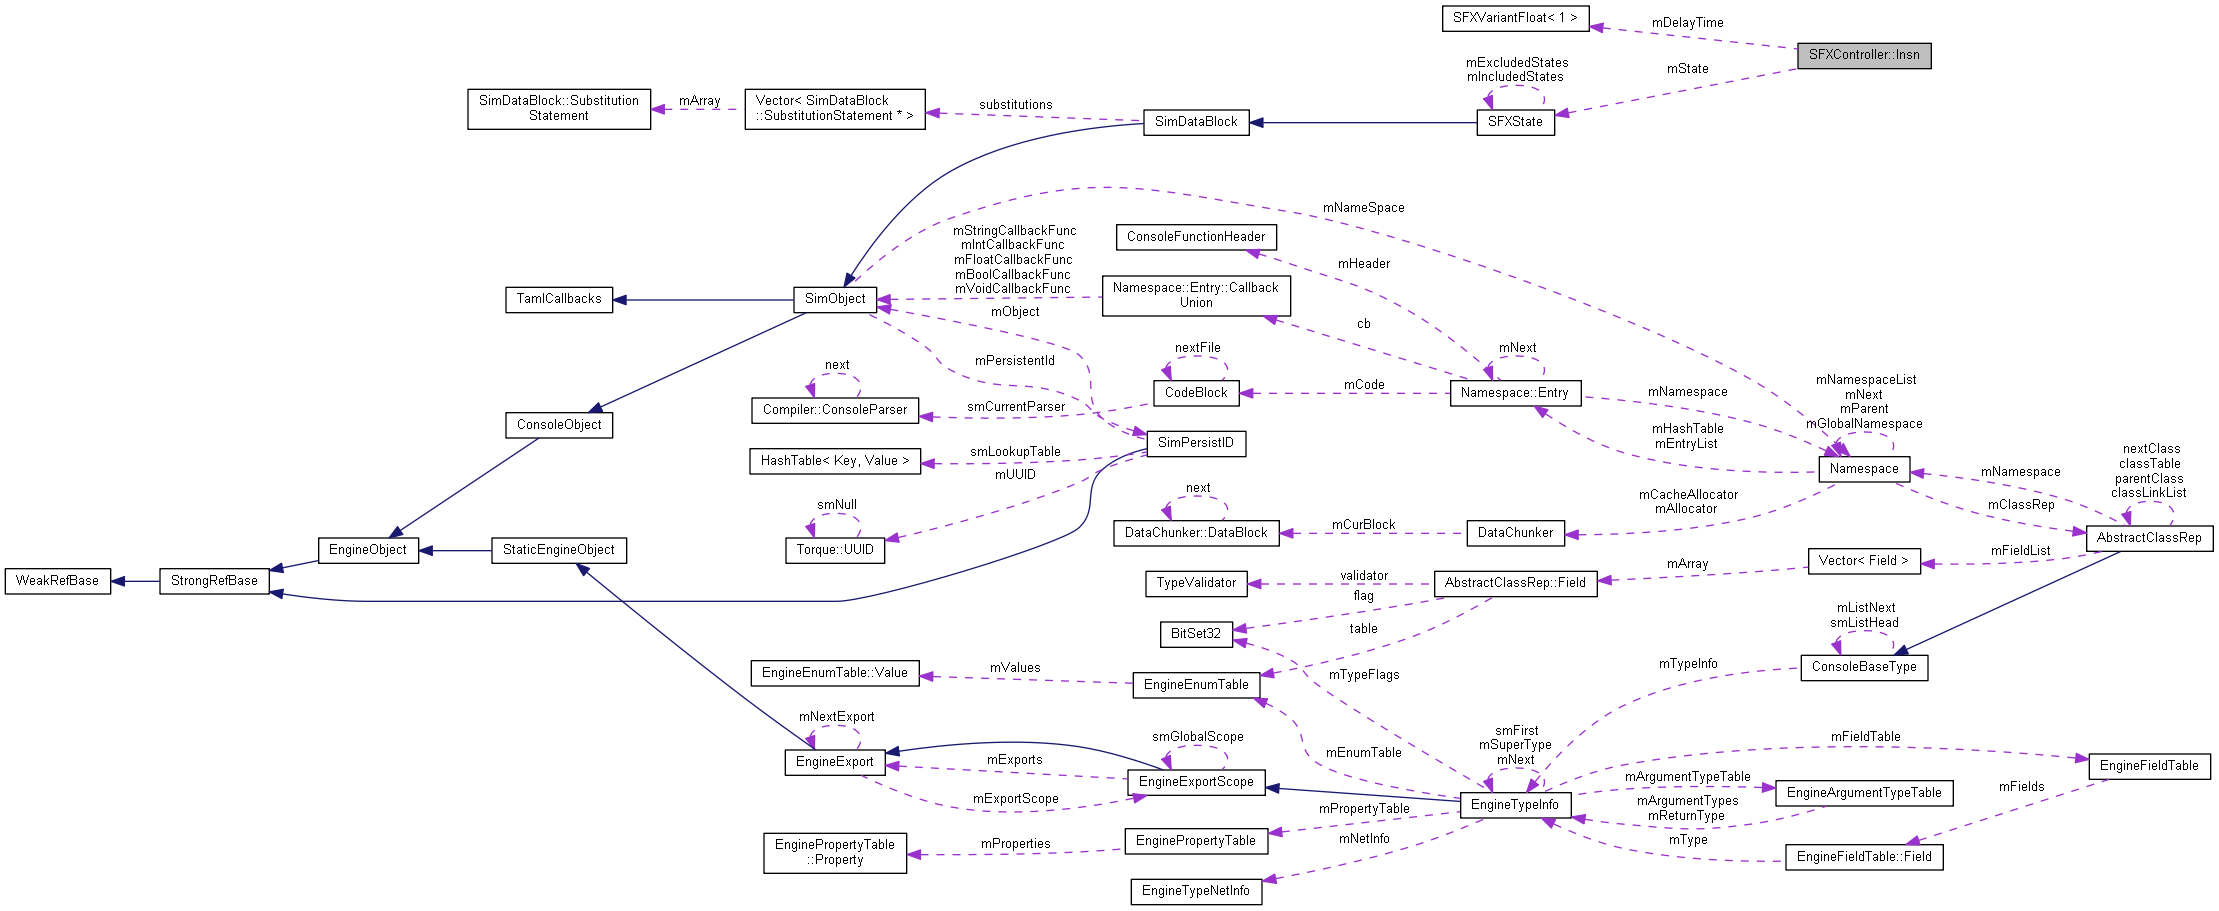 SFXVariantFloat< 1 >
mDelayTime
SFXController::Insn
mExcludedStates
mIncludedStates
mState
SimDataBlock::Substitution
Statement
mArray
Vector< SimDataBlock
::SubstitutionStatement * >
substitutions
SimDataBlock
SFXState
mNameSpace
mStringCallbackFunc
mIntCallbackFunc
mFloatCallbackFunc
mBoolCallbackFunc
mVoidCallbackFunc
ConsoleFunctionHeader
mHeader
TamlCallbacks
SimObject
Namespace::Entry::Callback
Union
mObject
cb
mPersistentId
nextFile
mNext
next
CodeBlock
mCode
Namespace::Entry
mNamespace
mNamespaceList
mNext
mParent
mGlobalNamespace
Compiler::ConsoleParser
smCurrentParser
ConsoleObject
mHashTable
mEntryList
SimPersistID
HashTable< Key, Value >
smLookupTable
mUUID
Namespace
mNamespace
nextClass
classTable
parentClass
classLinkList
smNull
next
mCacheAllocator
mAllocator
mClassRep
Torque::UUID
DataChunker::DataBlock
mCurBlock
DataChunker
AbstractClassRep
EngineObject
StaticEngineObject
mFieldList
Vector< Field >
mArray
WeakRefBase
StrongRefBase
TypeValidator
validator
AbstractClassRep::Field
flag
BitSet32
table
mListNext
smListHead
EngineEnumTable::Value
mValues
EngineEnumTable
mTypeFlags
mTypeInfo
ConsoleBaseType
mNextExport
smGlobalScope
mEnumTable
smFirst
mSuperType
mNext
mFieldTable
EngineExport
mExports
EngineExportScope
EngineFieldTable
mArgumentTypeTable
EngineArgumentTypeTable
mFields
mExportScope
EngineTypeInfo
mArgumentTypes
mReturnType
mPropertyTable
EnginePropertyTable
::Property
mProperties
EnginePropertyTable
mNetInfo
mType
EngineFieldTable::Field
EngineTypeNetInfo